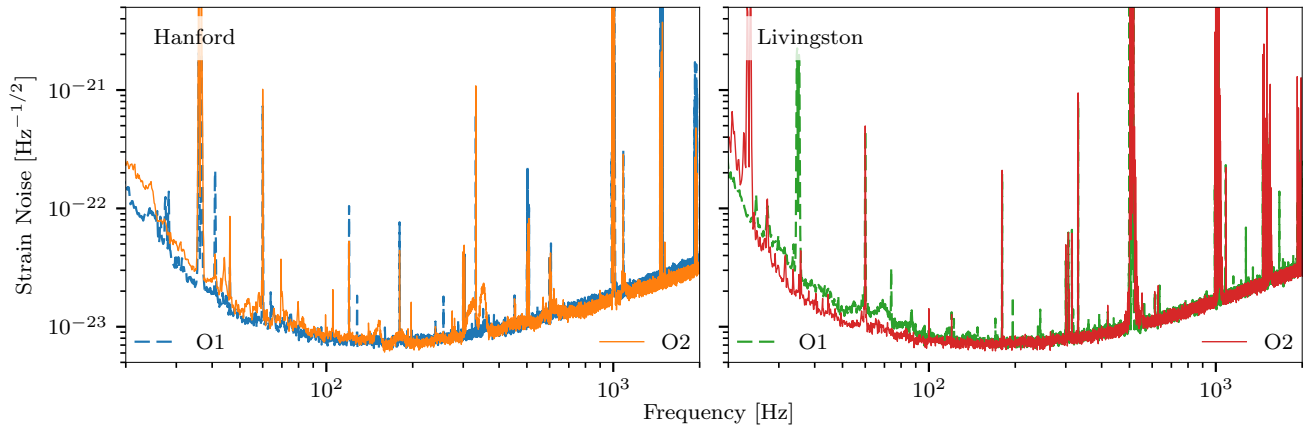 Hanford
Livingston
Strain Noise [Hz^{-1/2}]
10^{-21}
10^{-22}
10^{-23}
O1
O2
O1
O2
10^2
10^3
10^2
10^3
Frequency [Hz]